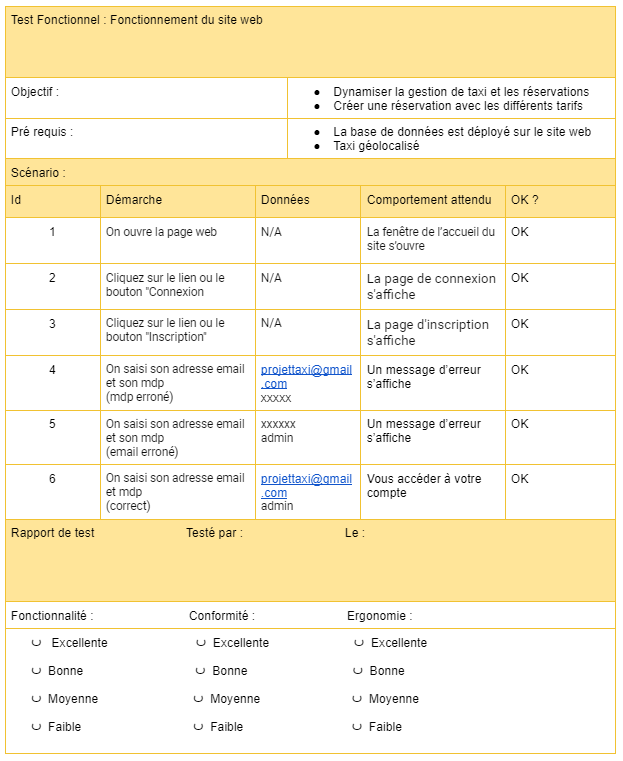 Test Fonctionnel : Fonctionnement du site web
Objectif :
● Dynamiser la gestion de taxi et les réservations
● Créer une réservation avec les différents tarifs
Pré requis :
● La base de données est déployé sur le site web
● Taxi géolocalisé
Scénario :
Id Démarche Données Comportement attendu OK ?
1 On ouvre la page web N/A La fenêtre de l'accueil du OK
site s'ouvre
2 Cliquez sur le lien ou le N/A La page de connexion OK
bouton "Connexion s'affiche
3 Cliquez sur le lien ou le N/A La page d'inscription OK
bouton "Inscription" s'affiche
4 On saisi son adresse email projettaxi@gmail Un message d'erreur OK
et son mdp .com s'affiche
(mdp erroné) xxxxx
5 On saisi son adresse email xxxxxx Un message d'erreur OK
et son mdp admin s'affiche
(email erroné)
6 On saisi son adresse email projettaxi@gmail Vous accéder à votre OK
et mdp .com compte
(correct) admin
Rapport de test Testé par : Le :
Fonctionnalité : Conformité : Ergonomie :
Excellente Excellente Excellente
Bonne Bonne Bonne
Moyenne Moyenne Moyenne
Faible Faible Faible